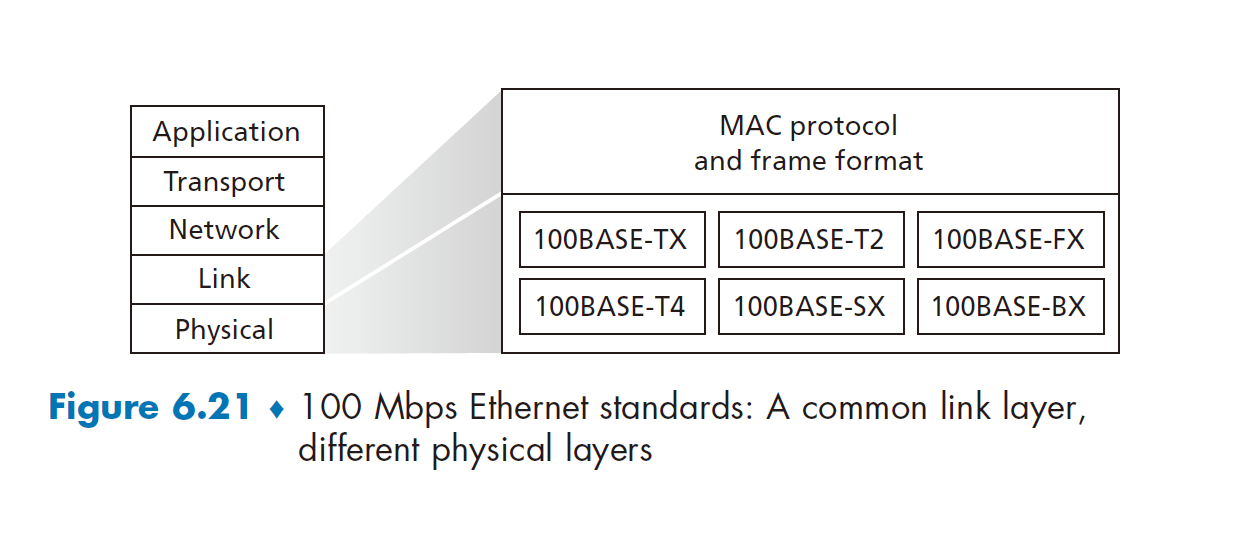 Application
Transport
Network
Link
Physical
MAC protocol
and frame format
100BASE-TX 100BASE-T2 100BASE-FX
100BASE-T4 100BASE-SX 100BASE-BX
Figure 6.21 ♦ 100 Mbps Ethernet standards: A common link layer,
different physical layers